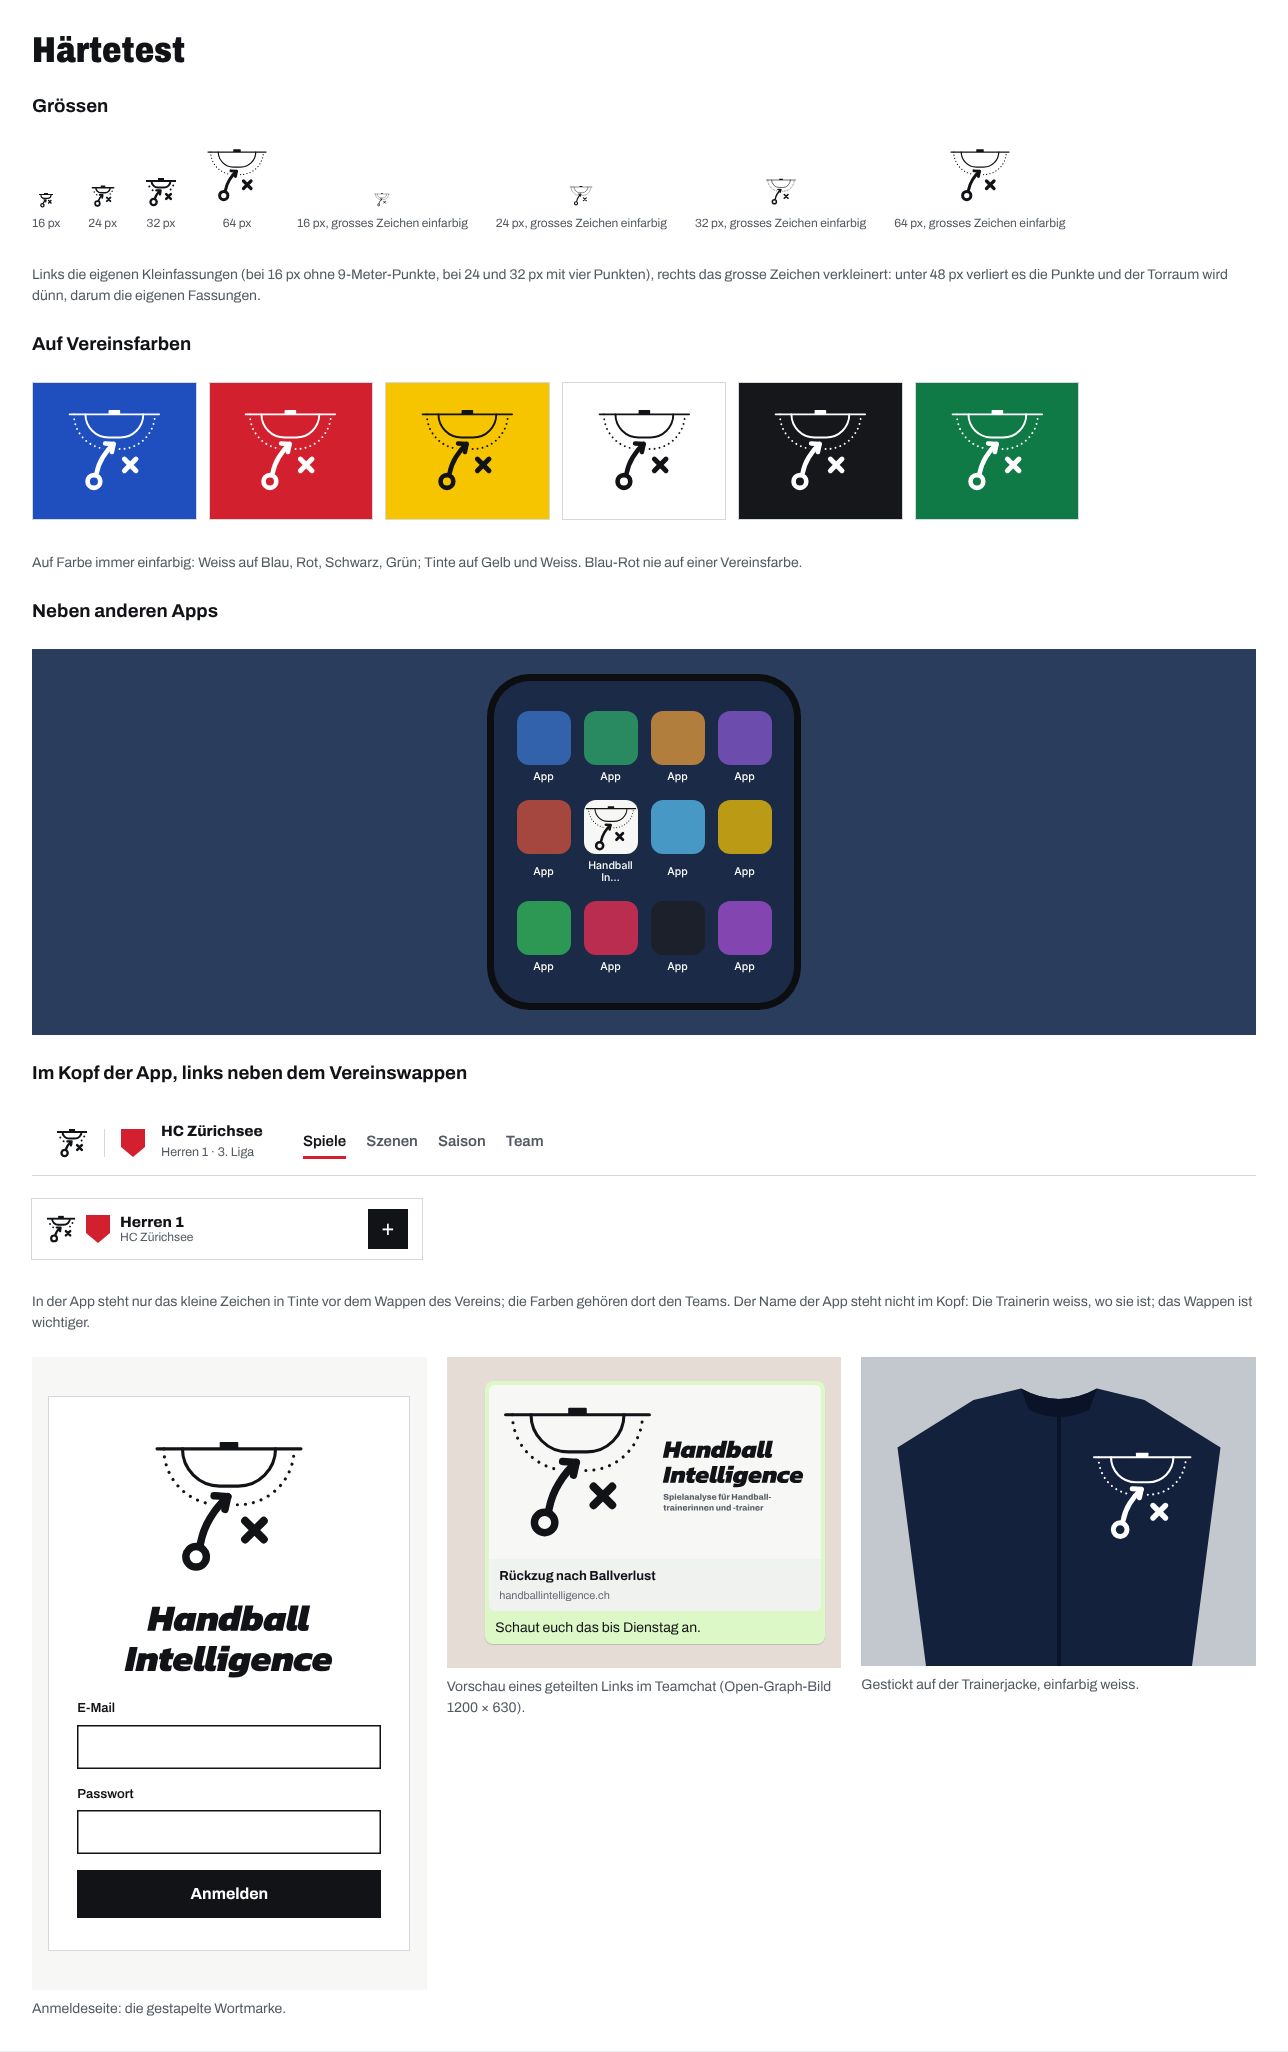 Härtetest
Grössen
16 px
24 px
32 px
64 px
16 px, grosses Zeichen einfarbig
24 px, grosses Zeichen einfarbig
32 px, grosses Zeichen einfarbig
64 px, grosses Zeichen einfarbig
Links die eigenen Kleinfassungen (bei 16 px ohne 9-Meter-Punkte, bei 24 und 32 px mit vier Punkten), rechts das grosse Zeichen verkleinert: unter 48 px verliert es die Punkte und der Torraum wird
dünn, darum die eigenen Fassungen.
Auf Vereinsfarben
Auf Farbe immer einfarbig: Weiss auf Blau, Rot, Schwarz, Grün; Tinte auf Gelb und Weiss. Blau-Rot nie auf einer Vereinsfarbe.
Neben anderen Apps
App
App
App
App
App
Handball
In...
App
App
App
App
App
App
Im Kopf der App, links neben dem Vereinswappen
HC Zürichsee
Herren 1 · 3. Liga
Spiele
Szenen
Saison
Team
Herren 1
HC Zürichsee
+
In der App steht nur das kleine Zeichen in Tinte vor dem Wappen des Vereins; die Farben gehören dort den Teams. Der Name der App steht nicht im Kopf: Die Trainerin weiss, wo sie ist; das Wappen ist
wichtiger.
Handball
Intelligence
E-Mail
Passwort
Anmelden
Anmeldeseite: die gestapelte Wortmarke.
Handball
Intelligence
Spielanalyse für Handball-
trainerinnen und -trainer
Rückzug nach Ballverlust
handballintelligence.ch
Schaut euch das bis Dienstag an.
Vorschau eines geteilten Links im Teamchat (Open-Graph-Bild
1200 × 630).
Gestickt auf der Trainerjacke, einfarbig weiss.